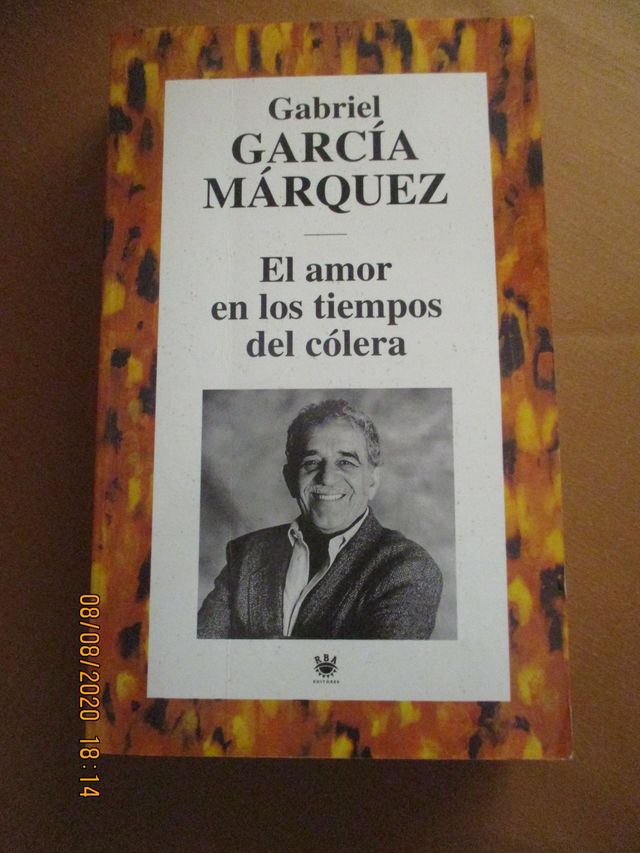 Gabriel
GARCÍA
MÁRQUEZ
El amor
en los tiempos
del cólera
RBA
EDITORES
08/08/2020 18:14